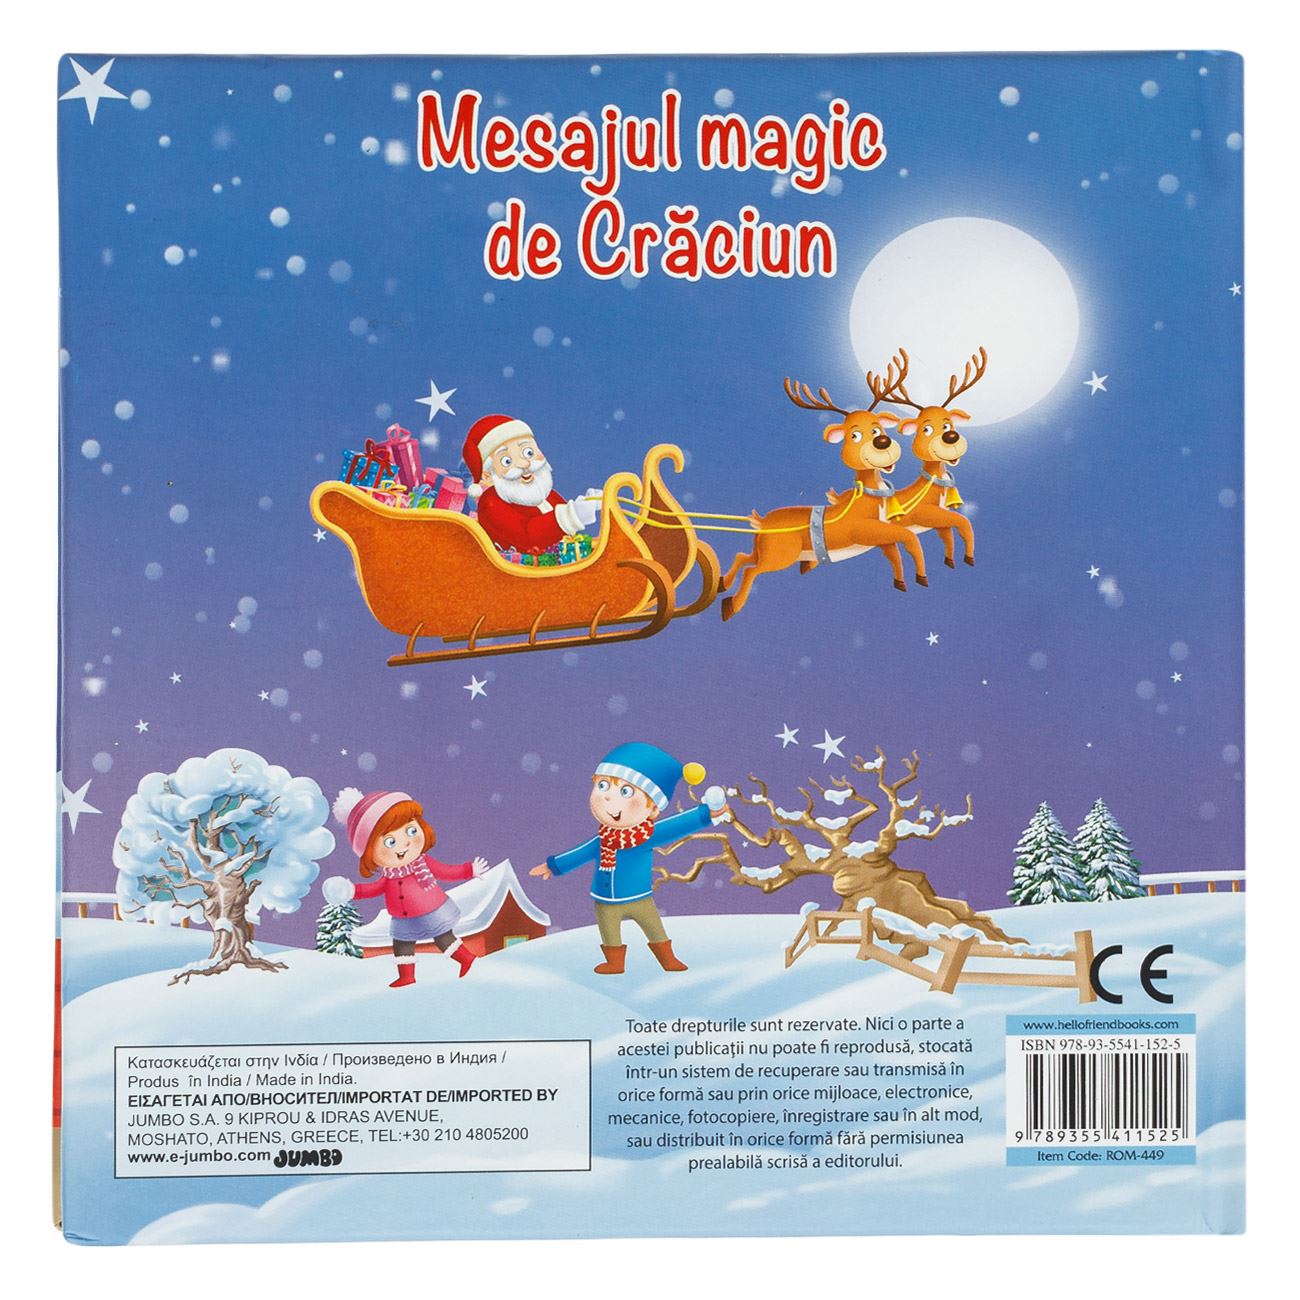 Mesajul magic
de Crăciun
Κατασκευάζεται στην Ινδία / Произведено в Индия /
Produs în India / Made in India.
ΕΙΣΑΓΕΤΑΙ ΑΠΟ/ВНОСИТЕЛ/IMPORTAT DE/IMPORTED BY
JUMBO S.A. 9 KIPROU & IDRAS AVENUE,
MOSHATO, ATHENS, GREECE, TEL:+30 210 4805200
www.e-jumbo.com JUMBO
Toate drepturile sunt rezervate. Nici o parte a
acestei publicații nu poate fi reprodusă, stocată
într-un sistem de recuperare sau transmisă în
orice formă sau prin orice mijloace, electronice,
mecanice, fotocopiere, înregistrare sau în alt mod,
sau distribuit în orice formă fără permisiunea
prealabilă scrisă a editorului.
CE
www.hellofriendbooks.com
ISBN 978-93-5541-152-5
9 789355 411525
Item Code: ROM-449